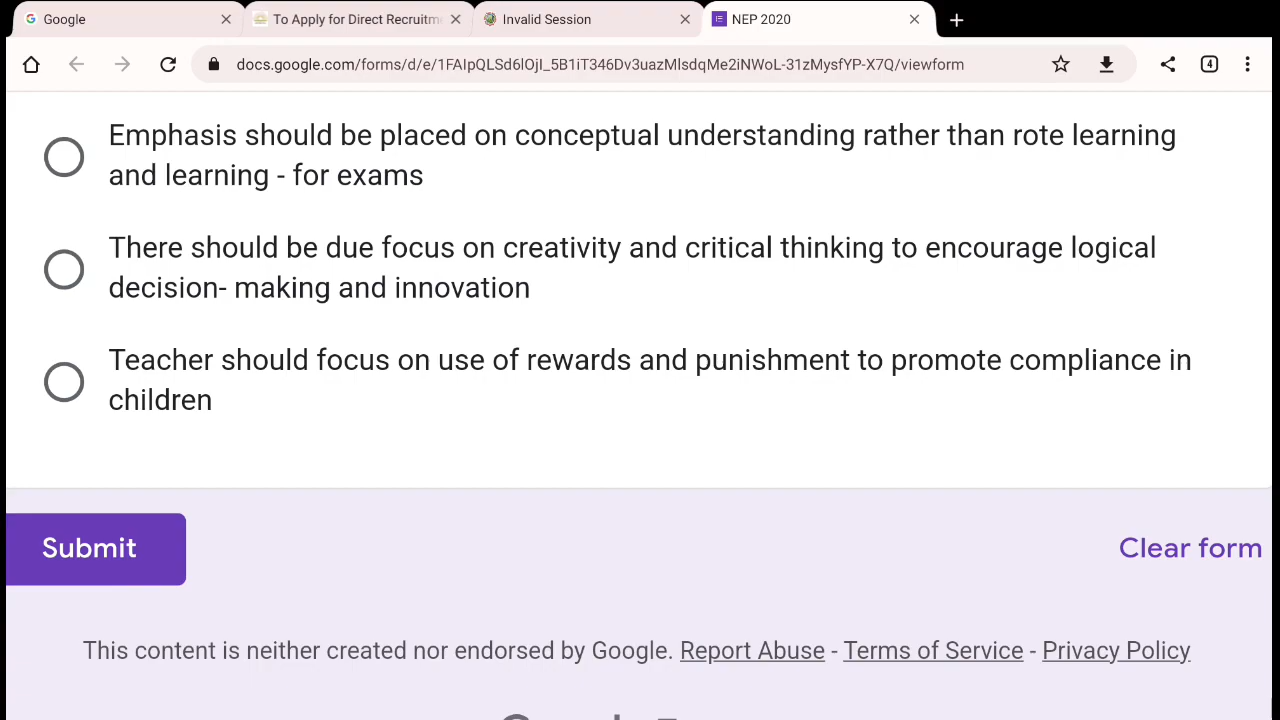 Google
To Apply for Direct Recruitm
Invalid Session
NEP 2020
docs.google.com/forms/d/e/1FAIpQLSd6lOjI_5B1iT346Dv3uazMlsdqMe2iNWoL-31zMysfYP-X7Q/viewform
4
Emphasis should be placed on conceptual understanding rather than rote learning
and learning - for exams
There should be due focus on creativity and critical thinking to encourage logical
decision- making and innovation
Teacher should focus on use of rewards and punishment to promote compliance in
children
Submit
Clear form
This content is neither created nor endorsed by Google. Report Abuse - Terms of Service - Privacy Policy